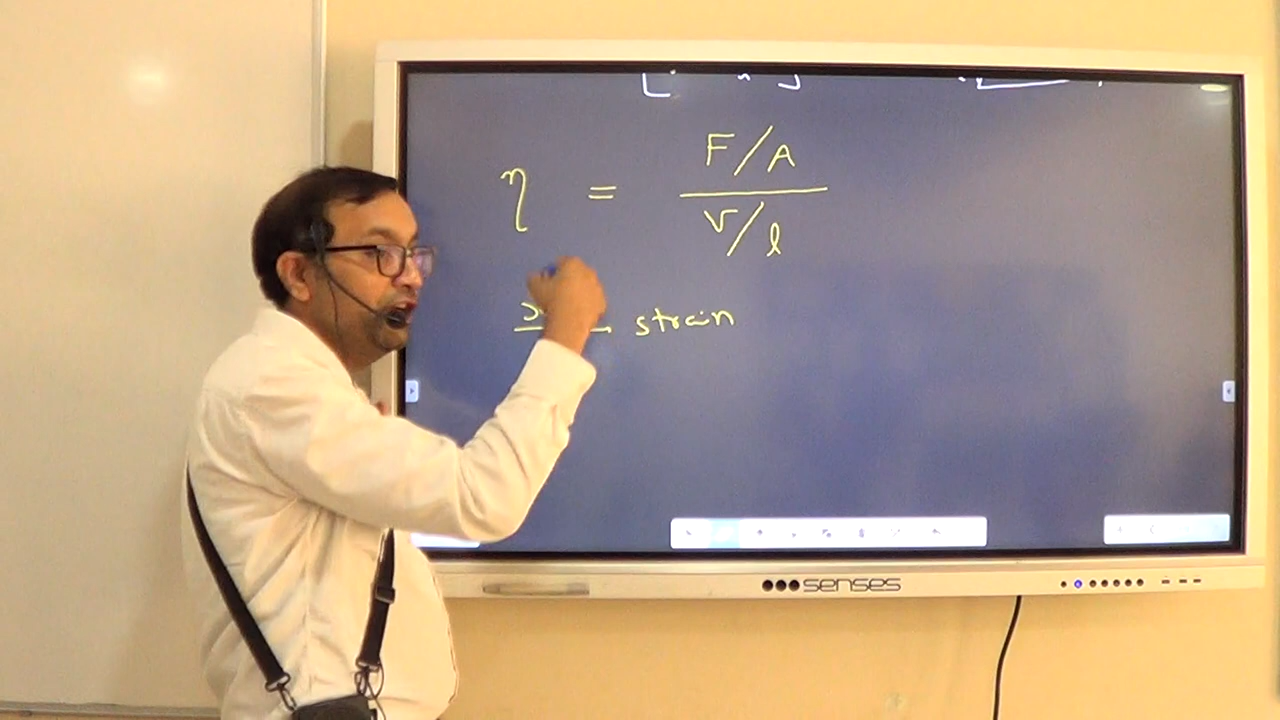 η = F/A
v/l
strain
senses